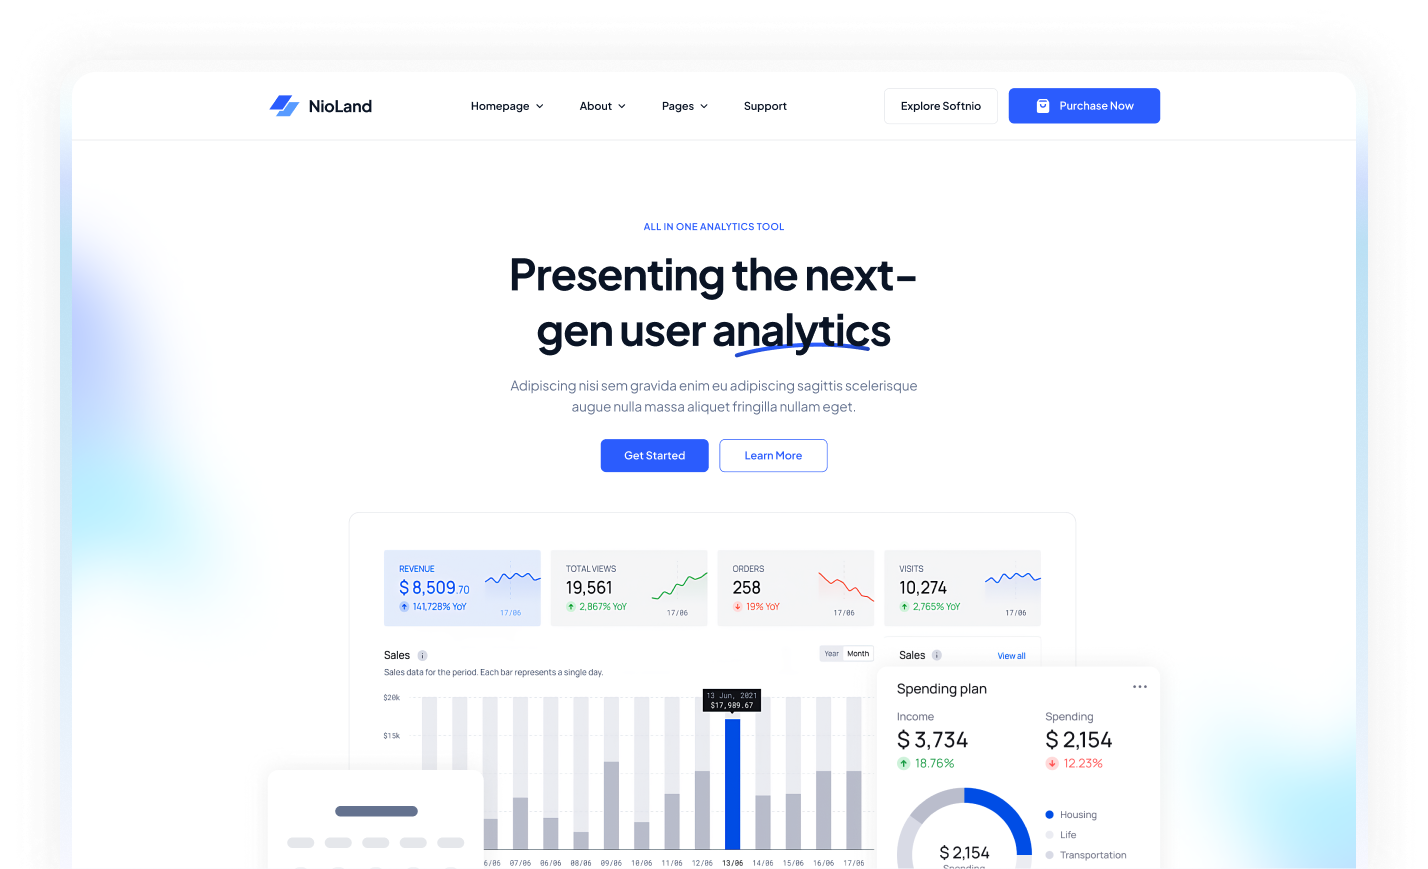 NioLand
Homepage
About
Pages
Support
Explore Softnio
Purchase Now
ALL IN ONE ANALYTICS TOOL
Presenting the next-
gen user analytics
Adipiscing nisi sem gravida enim eu adipiscing sagittis scelerisque
augue nulla massa aliquet fringilla nullam eget.
Get Started
Learn More
REVENUE
$ 8,509.70
141,728% YoY
17/06
TOTAL VIEWS
19,561
2,867% YoY
17/06
ORDERS
258
19% YoY
17/06
VISITS
10,274
2,765% YoY
17/06
Sales
Sales data for the period. Each bar represents a single day.
Year
Month
$20k
$15k
13 Jun, 2021
$17,989.67
6/05 07/06 06/06 08/06 09/06 10/06 11/06 12/06 13/06 14/06 15/06 16/06 17/06
Sales
View all
Spending plan
Income
$ 3,734
18.76%
Spending
$ 2,154
12.23%
$ 2,154
Spending
Housing
Life
Transportation